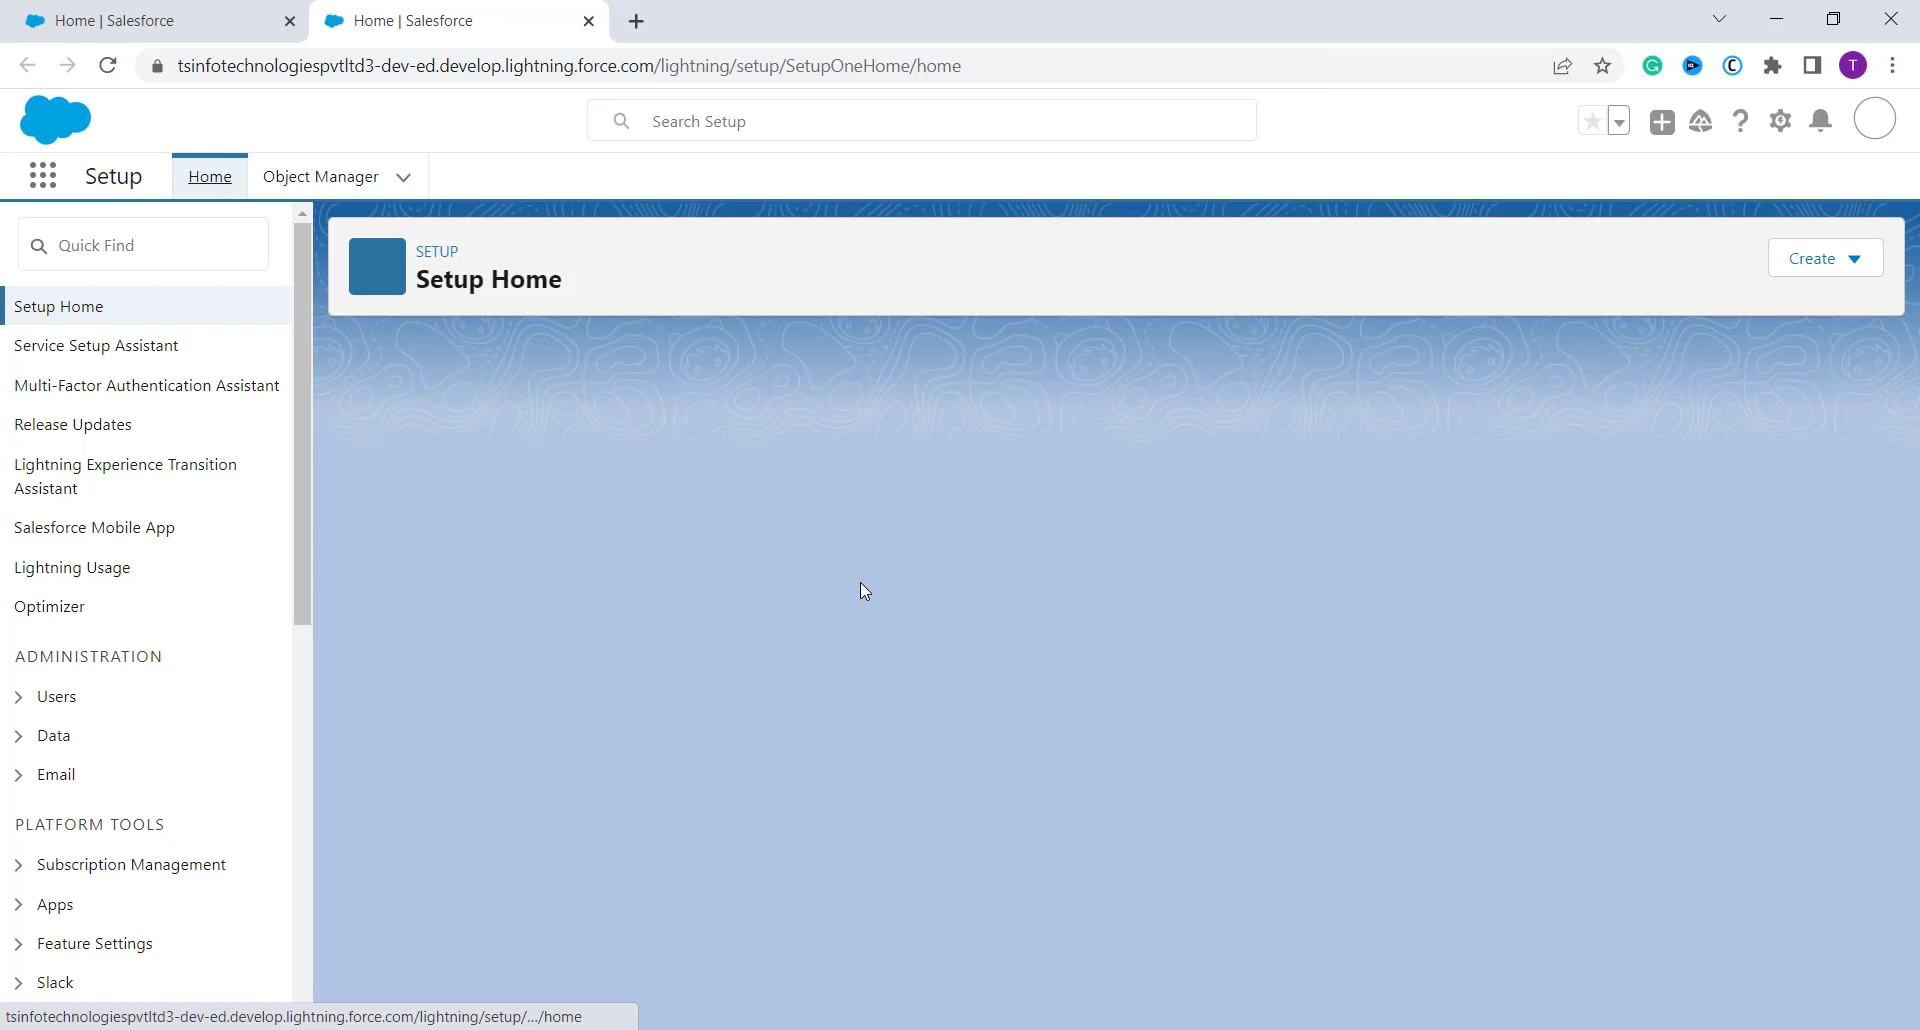 Home | Salesforce
Home | Salesforce
tsinfotechnologiespvtltd3-dev-ed.develop.lightning.force.com/lightning/setup/SetupOneHome/home
T
Search Setup
Setup
Home
Object Manager
Quick Find
SETUP
Setup Home
Create
Setup Home
Service Setup Assistant
Multi-Factor Authentication Assistant
Release Updates
Lightning Experience Transition
Assistant
Salesforce Mobile App
Lightning Usage
Optimizer
ADMINISTRATION
Users
Data
Email
PLATFORM TOOLS
Subscription Management
Apps
Feature Settings
Slack
tsinfotechnologiespvtltd3-dev-ed.develop.lightning.force.com/lightning/setup/.../home